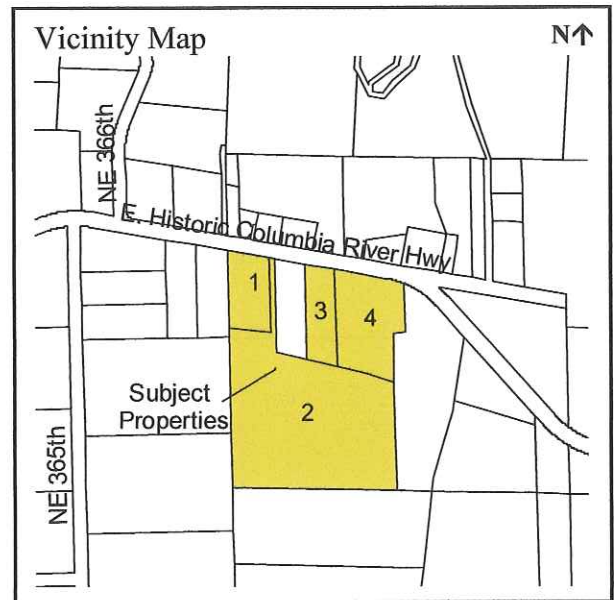 Vicinity Map
N↑
NE 366th
E. Historic Columbia River Hwy
1
3
4
Subject
Properties
2
NE 365th